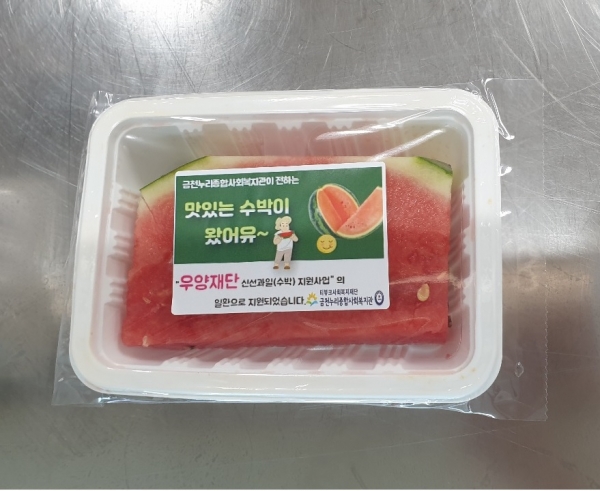 금천누리종합사회복지관이 전하는
맛있는 수박이
왔어유~
"우양재단 신선과일(수박) 지원사업" 의
일환으로 지원되었습니다.
금천누리종합사회복지관